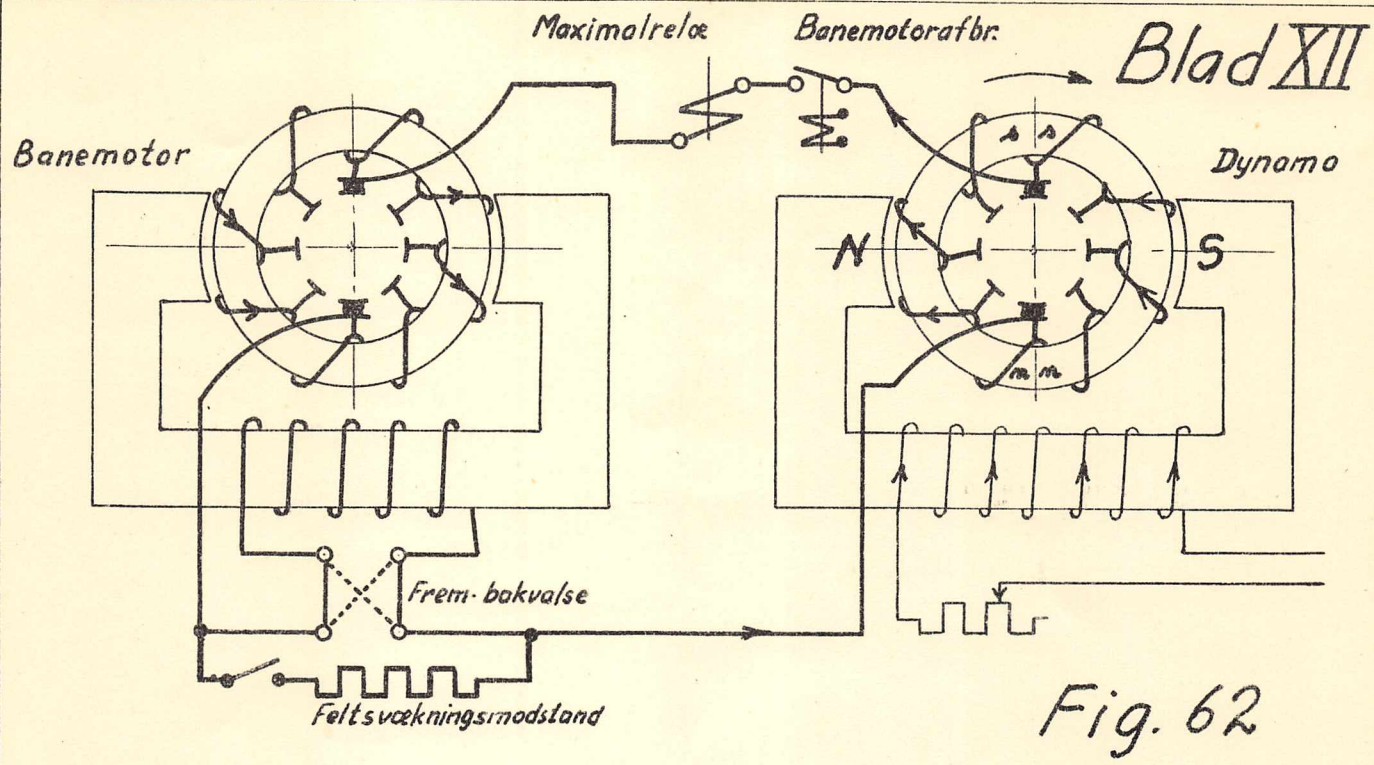 Maximalrelæ
Banemotorafbr.
Blad XII
Banemotor
Dynamo
s s
N
S
n n
Frem-bakvalse
Feltsvækningsmodstand
Fig. 62